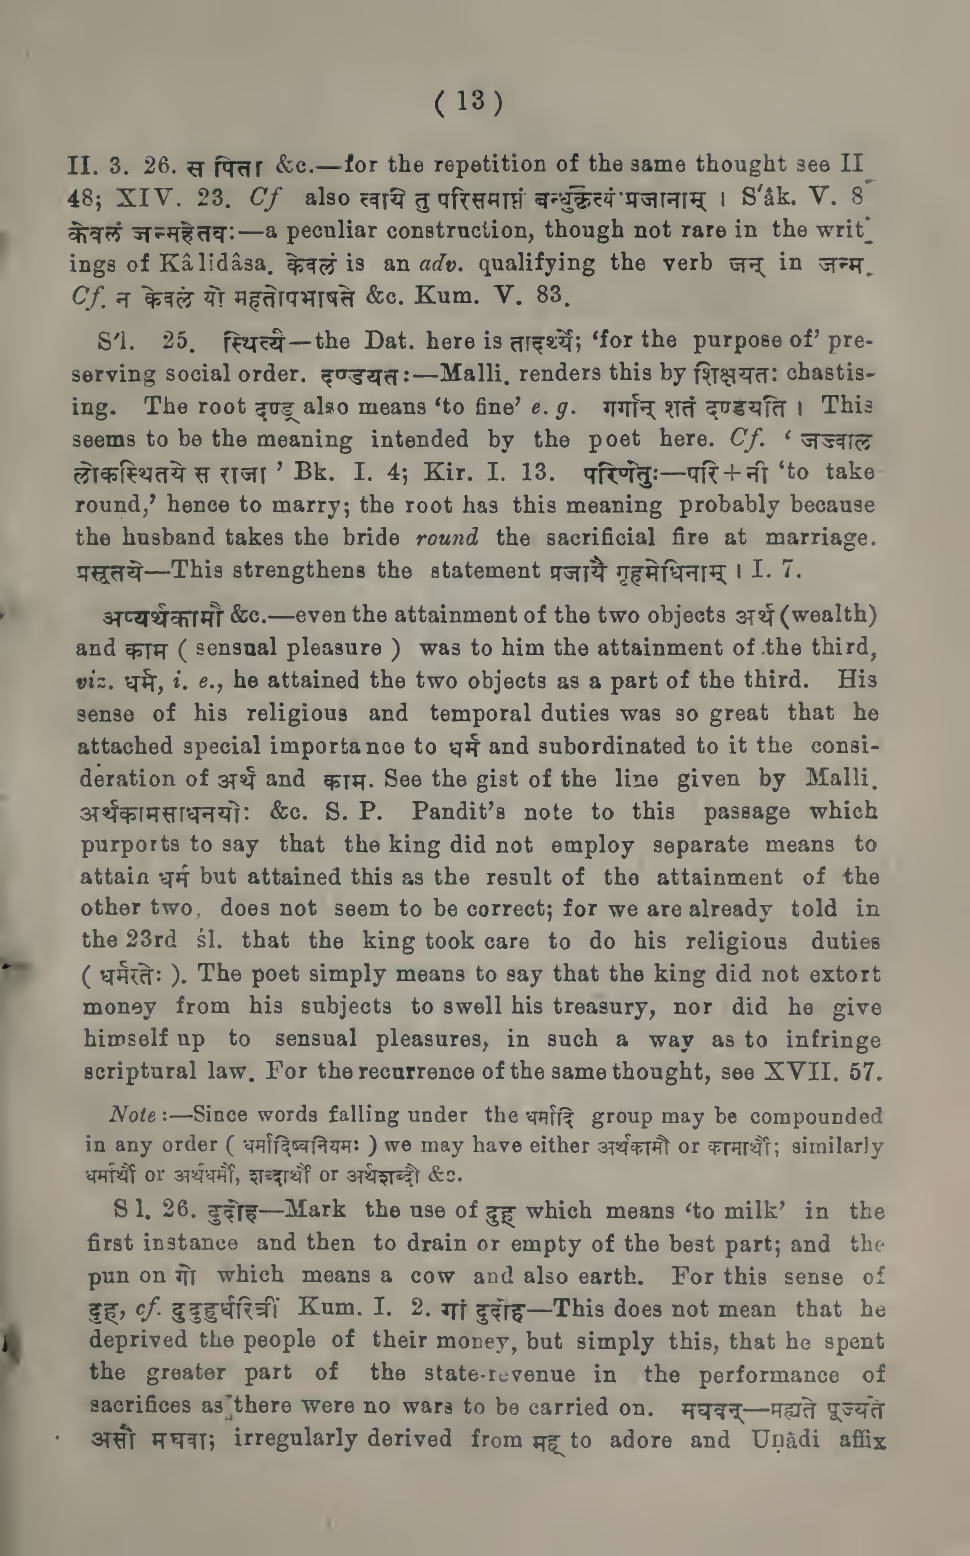 ( 13 )
II. 3. 26. स पिता &c.—for the repetition of the same thought see II
48; XIV. 23. Cf also त्वयि तु परिसमाप्तं बन्धुकृत्यं प्रजानाम् । S'âk. V. 8
केवलं जन्महेतवः—a peculiar construction, though not rare in the writ-
ings of Kâlidâsa. केवलं is an adv. qualifying the verb जन् in जन्म.
Cf. न केवलं यो महतोपभाषते &c. Kum. V. 83.
S'l. 25. स्थित्यै—the Dat. here is तादर्थ्ये; ‘for the purpose of’ pre-
serving social order. दण्डयतः—Malli. renders this by शिक्षयतः chastis-
ing. The root दण्ड् also means ‘to fine’ e. g. गर्गान् शतं दण्डयति । This
seems to be the meaning intended by the poet here. Cf. ‘ जज्वाल
लोकस्थितये स राजा ’ Bk. I. 4; Kir. I. 13. परिणेतुः—परि+नी ‘to take
round,’ hence to marry; the root has this meaning probably because
the husband takes the bride round the sacrificial fire at marriage.
प्रसूतये—This strengthens the statement प्रजायै गृहमेधिनाम् । I. 7.
अप्यर्थकामौ &c.—even the attainment of the two objects अर्थ (wealth)
and काम ( sensual pleasure ) was to him the attainment of the third,
viz. धर्म, i. e., he attained the two objects as a part of the third. His
sense of his religious and temporal duties was so great that he
attached special importance to धर्म and subordinated to it the consi-
deration of अर्थ and काम. See the gist of the line given by Malli.
अर्थकामसाधनयोः &c. S. P. Pandit’s note to this passage which
purports to say that the king did not employ separate means to
attain धर्म but attained this as the result of the attainment of the
other two, does not seem to be correct; for we are already told in
the 23rd śl. that the king took care to do his religious duties
( धर्मरतेः ). The poet simply means to say that the king did not extort
money from his subjects to swell his treasury, nor did he give
himself up to sensual pleasures, in such a way as to infringe
scriptural law. For the recurrence of the same thought, see XVII. 57.
Note :—Since words falling under the धर्मादि group may be compounded
in any order ( धर्मादिष्वनियमः ) we may have either अर्थकामौ or कामार्थौ; similarly
धर्मार्थौ or अर्थधर्मौ, शब्दार्थौ or अर्थशब्दौ &c.
S l. 26. दुदोह—Mark the use of दुह् which means ‘to milk’ in the
first instance and then to drain or empty of the best part; and the
pun on गो which means a cow and also earth. For this sense of
दुह्, cf. दुदुहुर्धरित्रीं Kum. I. 2. गां दुदोह—This does not mean that he
deprived the people of their money, but simply this, that he spent
the greater part of the state-revenue in the performance of
sacrifices as there were no wars to be carried on. मघवन्—मह्यते पूज्यते
असौ मघवा; irregularly derived from मह् to adore and Uṇâdi affix